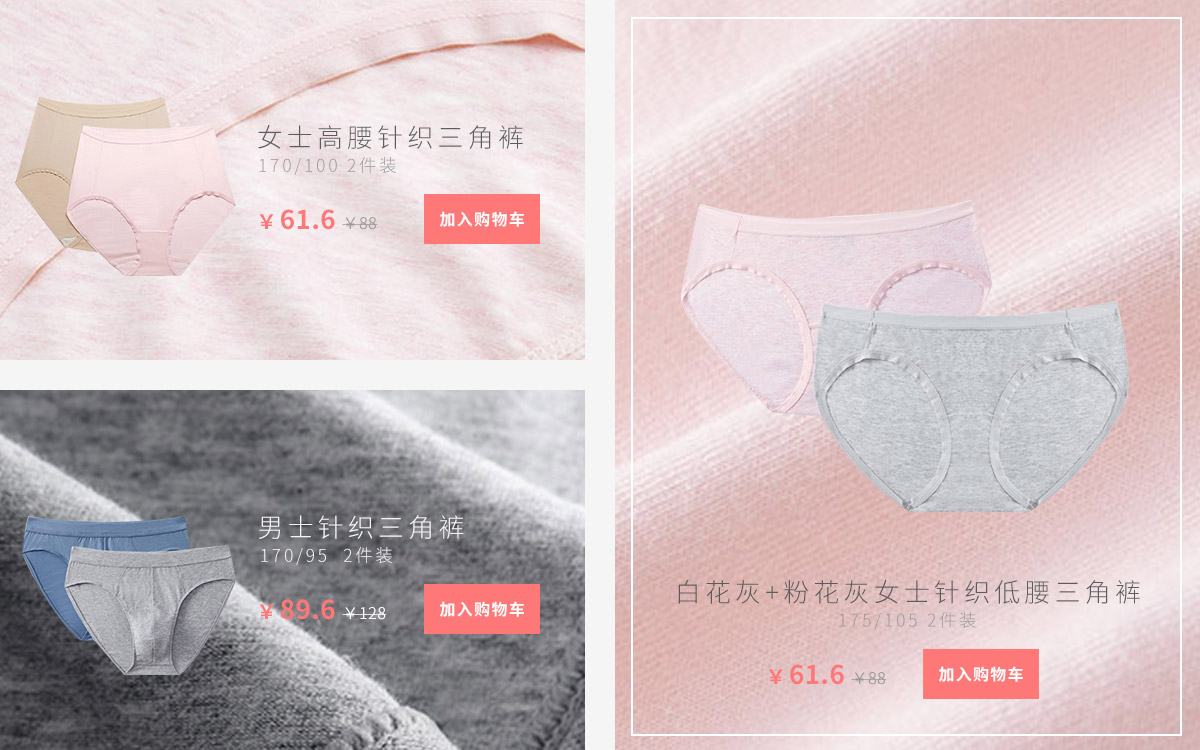 女士高腰针织三角裤
170/100 2件装
￥61.6 ￥88
加入购物车
男士针织三角裤
170/95 2件装
￥89.6 ￥128
加入购物车
白花灰+粉花灰女士针织低腰三角裤
175/105 2件装
￥61.6 ￥88
加入购物车